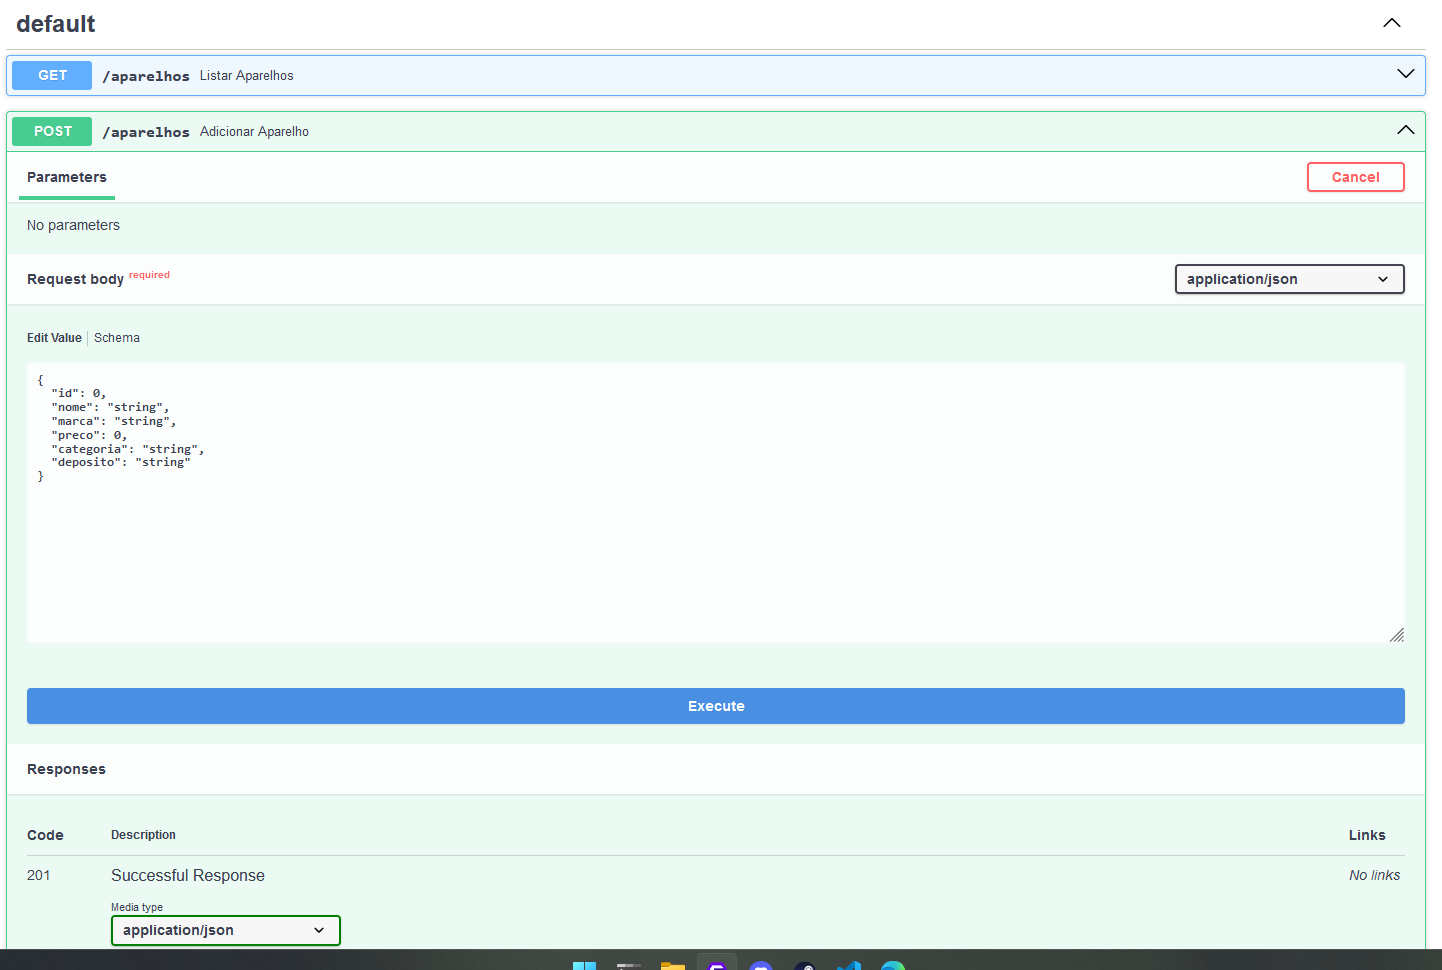 default
GET /aparelhos Listar Aparelhos
POST /aparelhos Adicionar Aparelho
Parameters Cancel
No parameters
Request body required application/json
Edit Value Schema
{
  "id": 0,
  "nome": "string",
  "marca": "string",
  "preco": 0,
  "categoria": "string",
  "deposito": "string"
}
Execute
Responses
Code Description Links
201 Successful Response No links
Media type
application/json